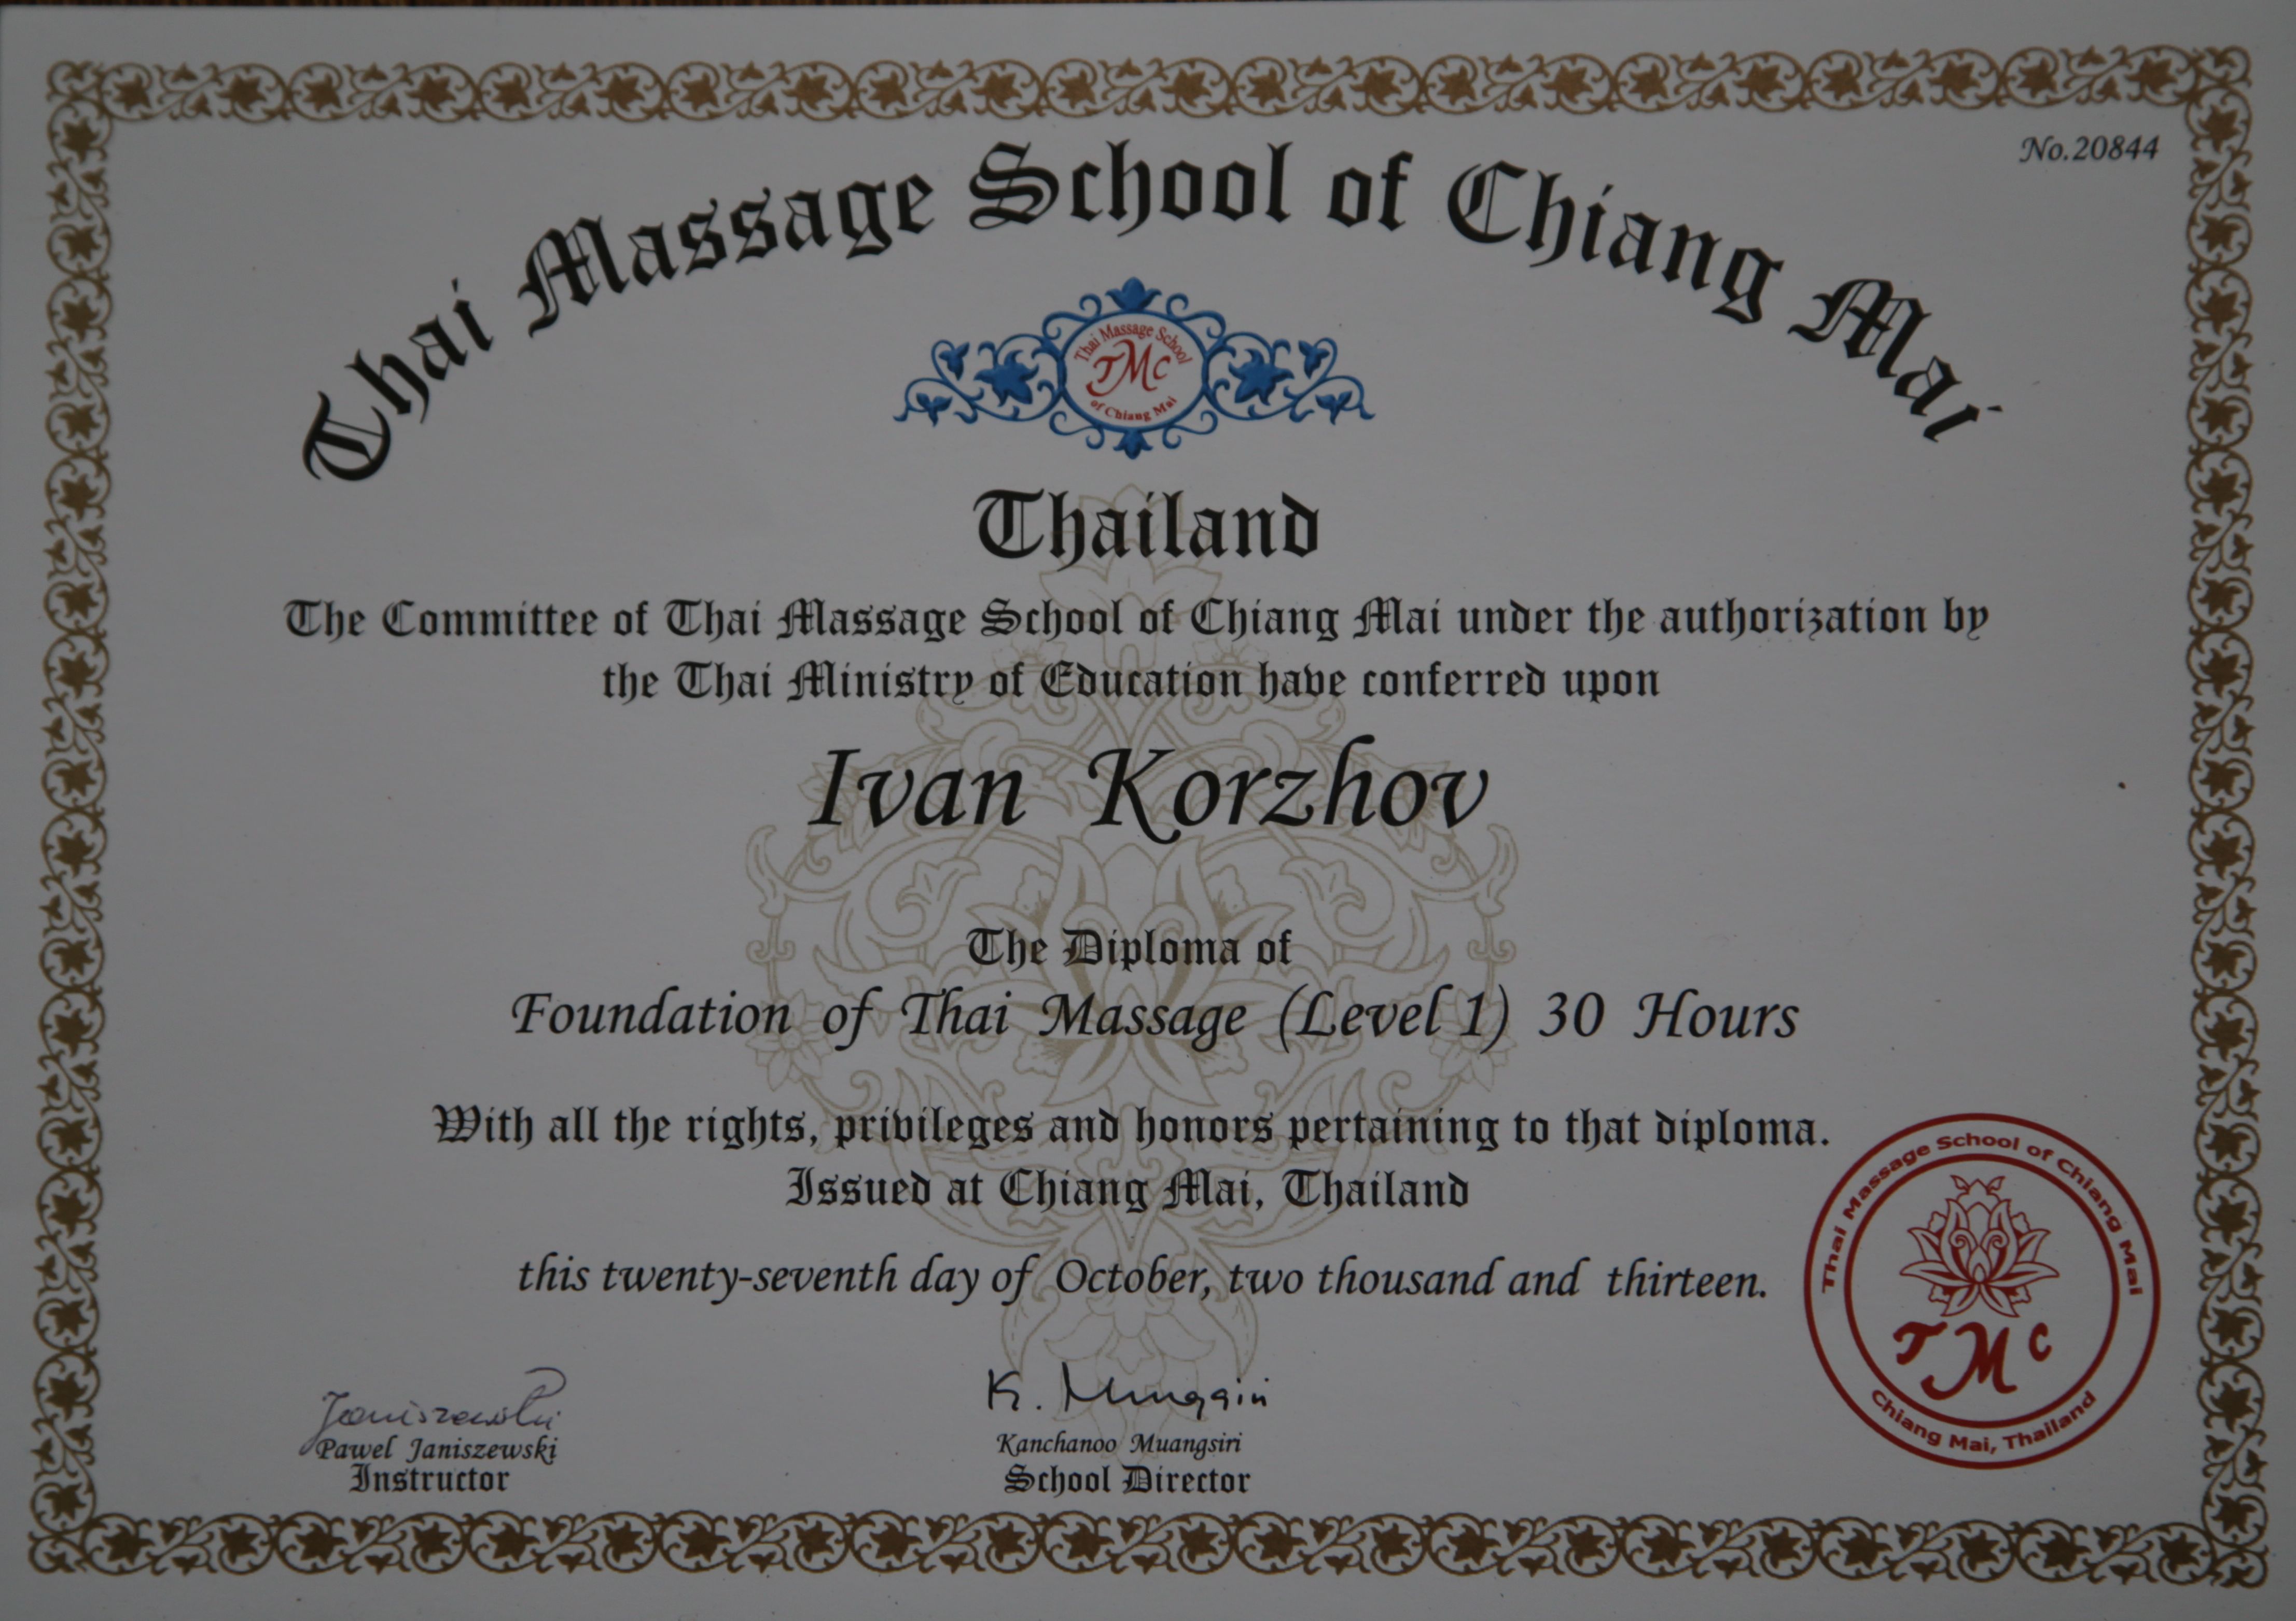 No.20844
Thai Massage School of Chiang Mai
Thai Massage School
TMC
of Chiang Mai
Thailand
The Committee of Thai Massage School of Chiang Mai under the authorization by
the Thai Ministry of Education have conferred upon
Ivan Korzhov
The Diploma of
Foundation of Thai Massage (Level 1) 30 Hours
With all the rights, privileges and honors pertaining to that diploma.
Issued at Chiang Mai, Thailand
this twenty-seventh day of October, two thousand and thirteen.
Thai Massage School of Chiang Mai
TMC
Chiang Mai, Thailand
Janiszewski
Pawel Janiszewski
Instructor
K. Muangsiri
Kanchanoo Muangsiri
School Director